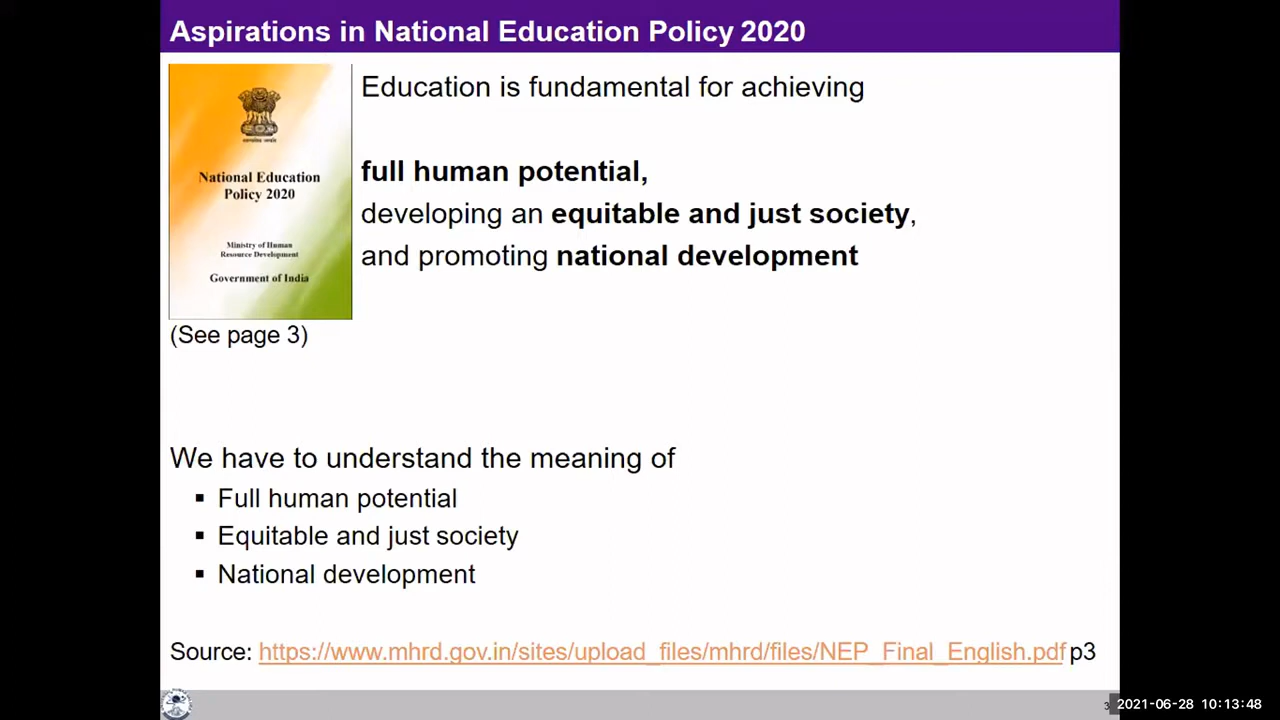 Aspirations in National Education Policy 2020
National Education
Policy 2020
Ministry of Human
Resource Development
Government of India
(See page 3)
Education is fundamental for achieving
full human potential,
developing an equitable and just society,
and promoting national development
We have to understand the meaning of
▪ Full human potential
▪ Equitable and just society
▪ National development
Source: https://www.mhrd.gov.in/sites/upload_files/mhrd/files/NEP_Final_English.pdf p3
3
2021-06-28 10:13:48